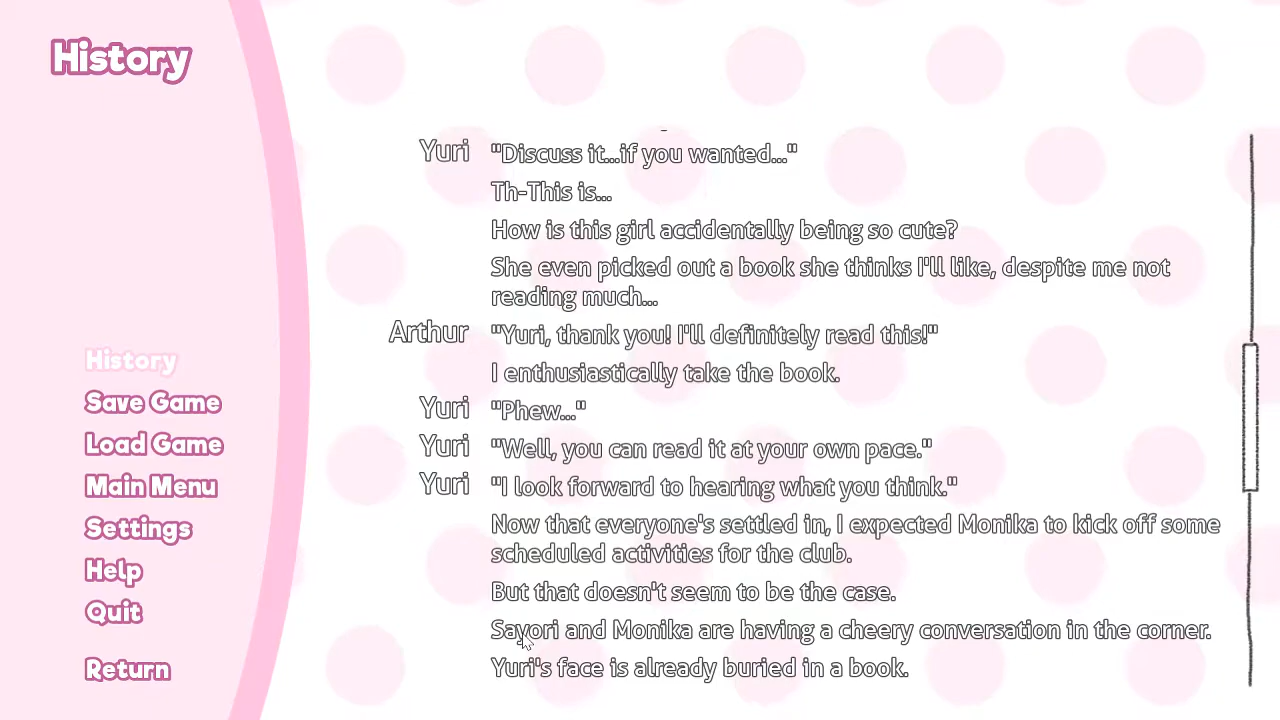 History
Yuri "Discuss it...if you wanted..."
Th-This is...
How is this girl accidentally being so cute?
She even picked out a book she thinks I'll like, despite me not
reading much...
Arthur "Yuri, thank you! I'll definitely read this!"
I enthusiastically take the book.
Yuri "Phew..."
Yuri "Well, you can read it at your own pace."
Yuri "I look forward to hearing what you think."
Now that everyone's settled in, I expected Monika to kick off some
scheduled activities for the club.
But that doesn't seem to be the case.
Sayori and Monika are having a cheery conversation in the corner.
Yuri's face is already buried in a book.
History
Save Game
Load Game
Main Menu
Settings
Help
Quit
Return